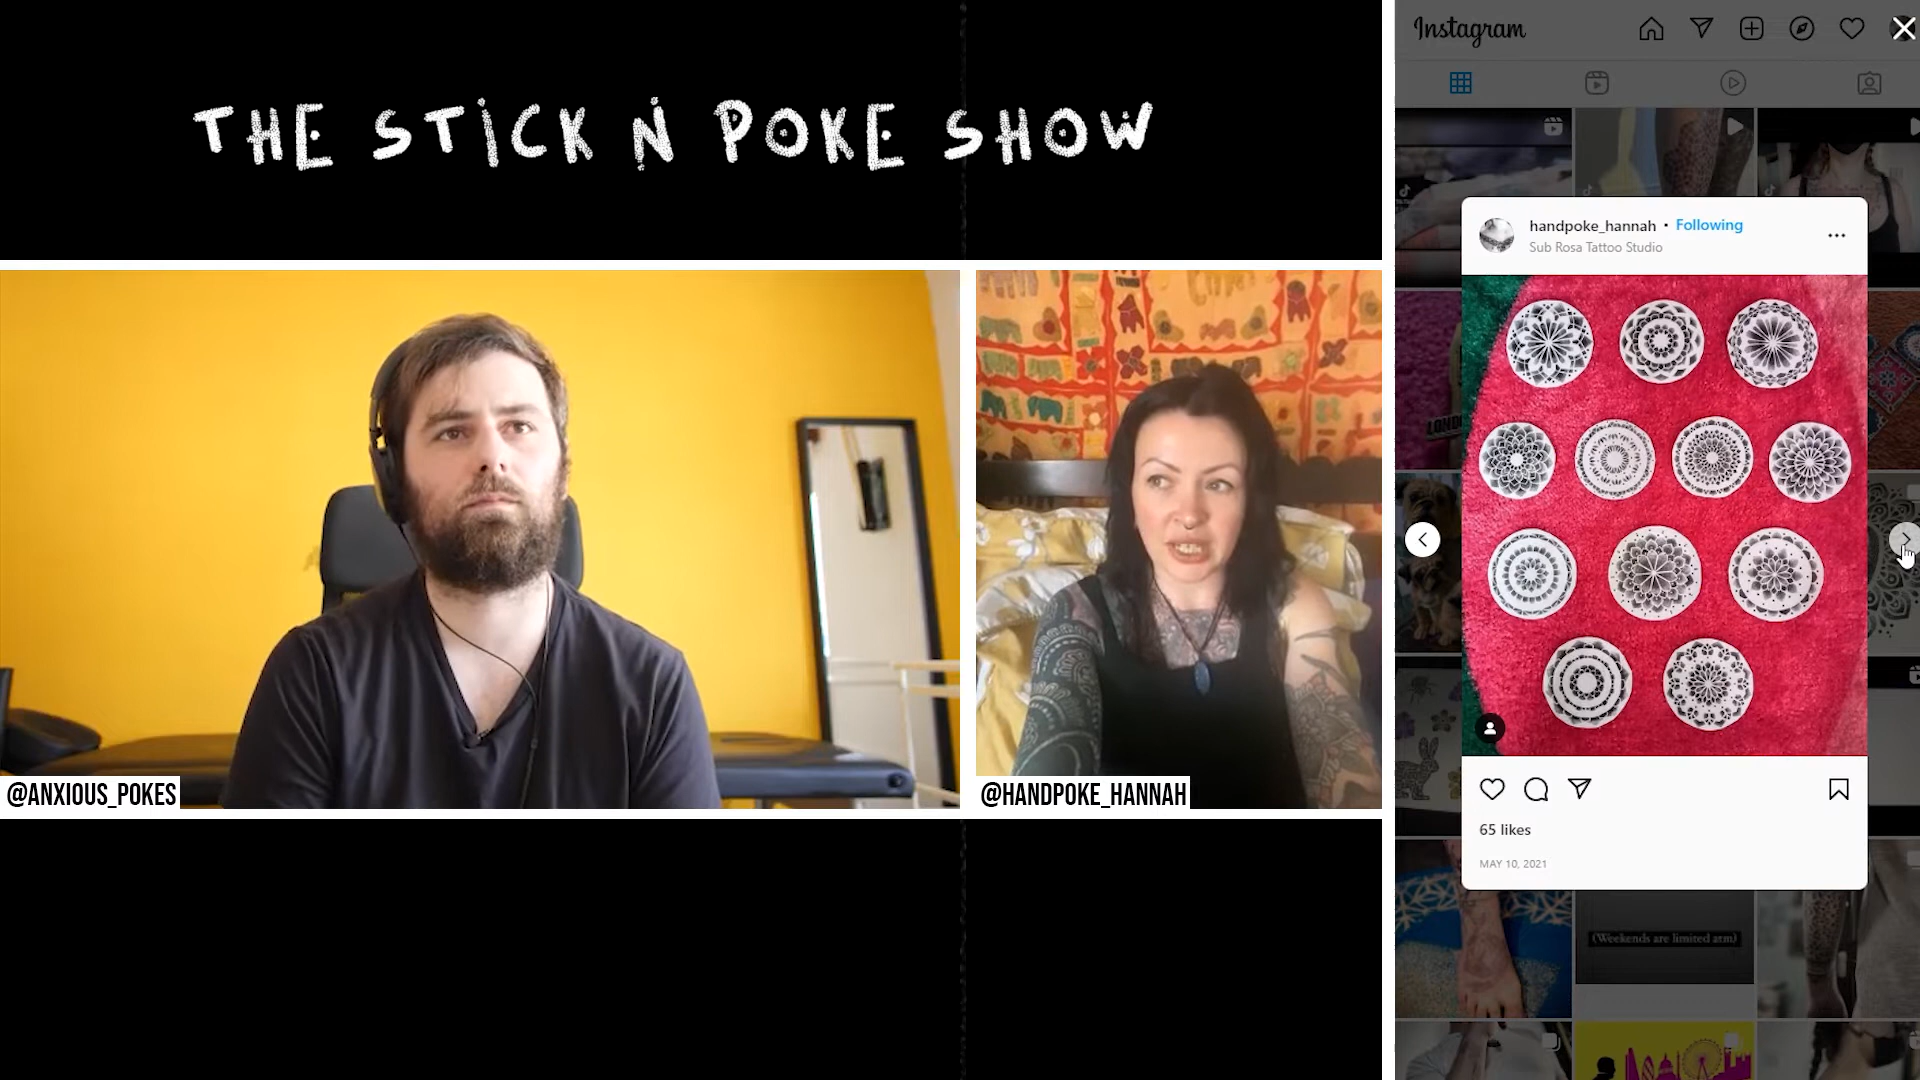 THE STICK N POKE SHOW
@ANXIOUS_POKES
@HANDPOKE_HANNAH
Instagram
handpoke_hannah • Following
Sub Rosa Tattoo Studio
65 likes
MAY 10, 2021
(Weekends are limited atm)